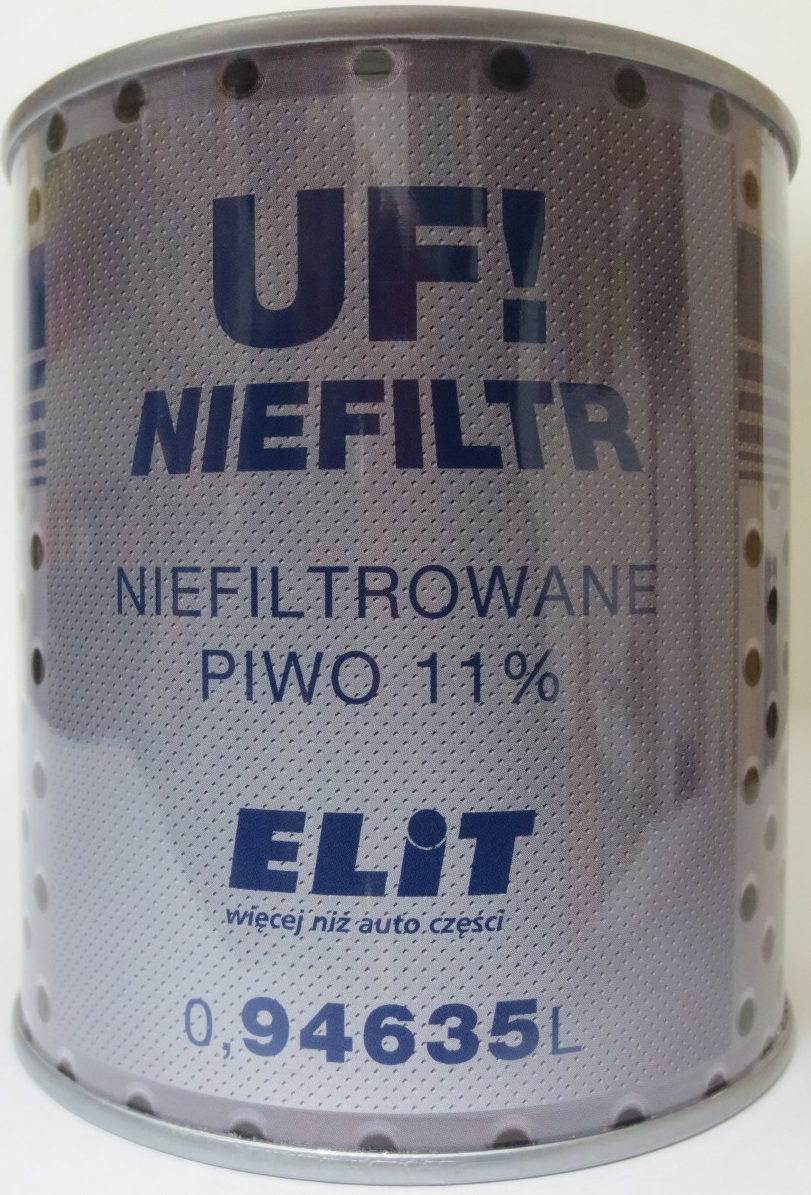 UF!
NIEFILTR
NIEFILTROWANE
PIWO 11%
ELiT
więcej niż auto części
0,94635L